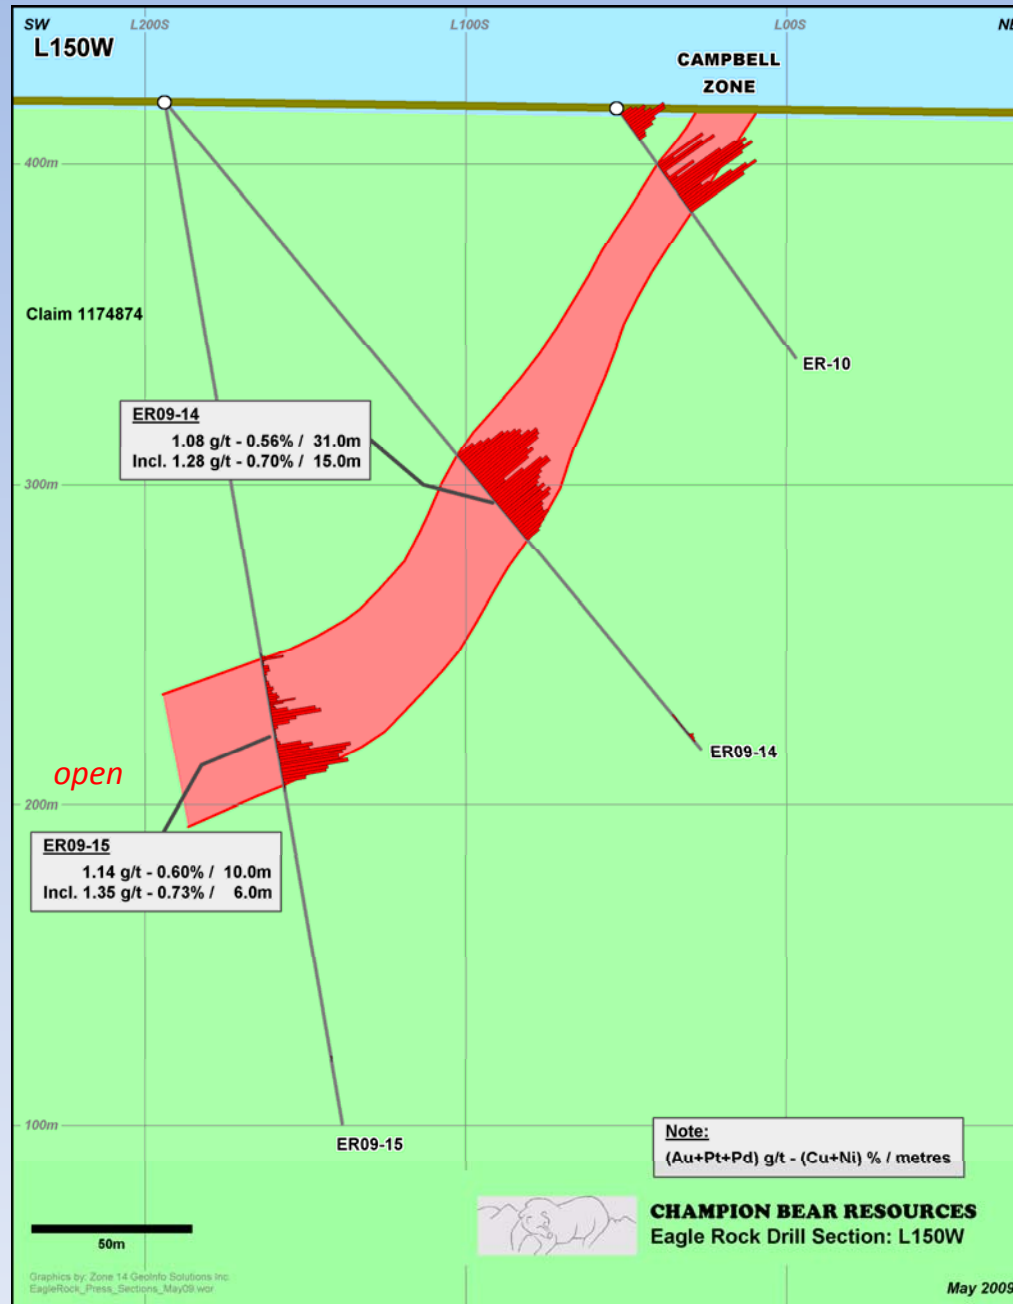 SW
L200S
L100S
L00S
L150W
CAMPBELL
ZONE
400m
Claim 1174874
ER-10
ER09-14
1.08 g/t - 0.56% / 31.0m
Incl. 1.28 g/t - 0.70% / 15.0m
300m
ER09-14
open
200m
ER09-15
1.14 g/t - 0.60% / 10.0m
Incl. 1.35 g/t - 0.73% / 6.0m
100m
ER09-15
Note:
(Au+Pt+Pd) g/t - (Cu+Ni) % / metres
CHAMPION BEAR RESOURCES
Eagle Rock Drill Section: L150W
50m
Graphics by: Zone 14 GeoInfo Solutions Inc.
EagleRock_Press_Sections_May09.wor
May 2009